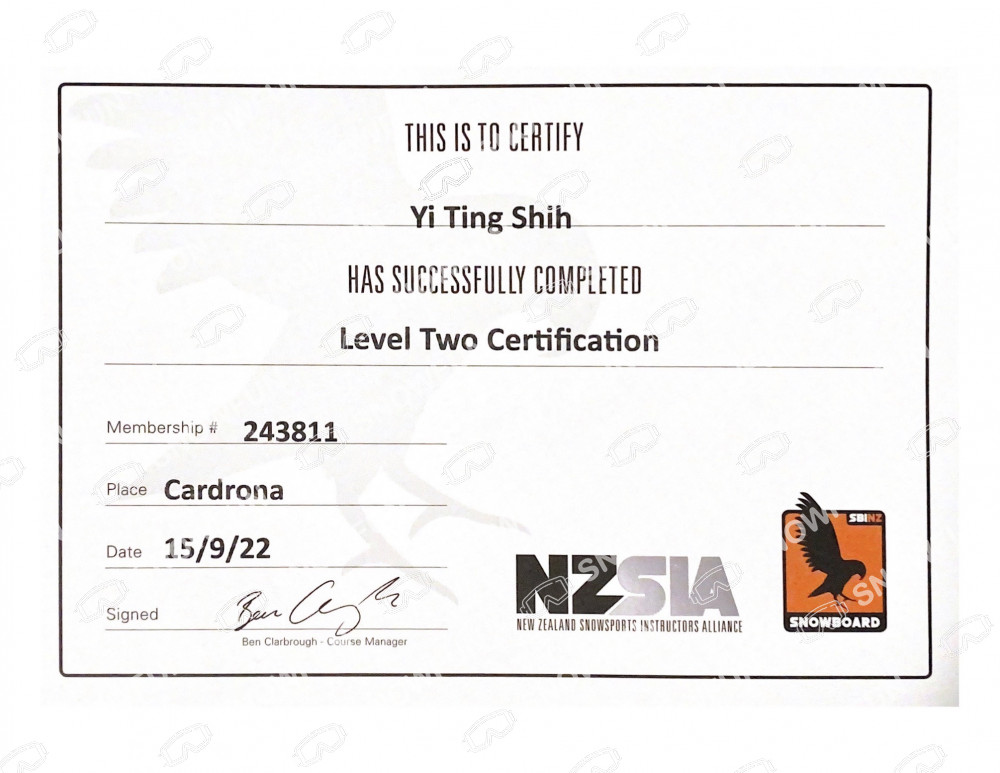 THIS IS TO CERTIFY
Yi Ting Shih
HAS SUCCESSFULLY COMPLETED
Level Two Certification
Membership # 243811
Place Cardrona
Date 15/9/22
Signed
Ben Clarbrough - Course Manager
NZSIA
NEW ZEALAND SNOWSPORTS INSTRUCTORS ALLIANCE
SBINZ
SNOWBOARD